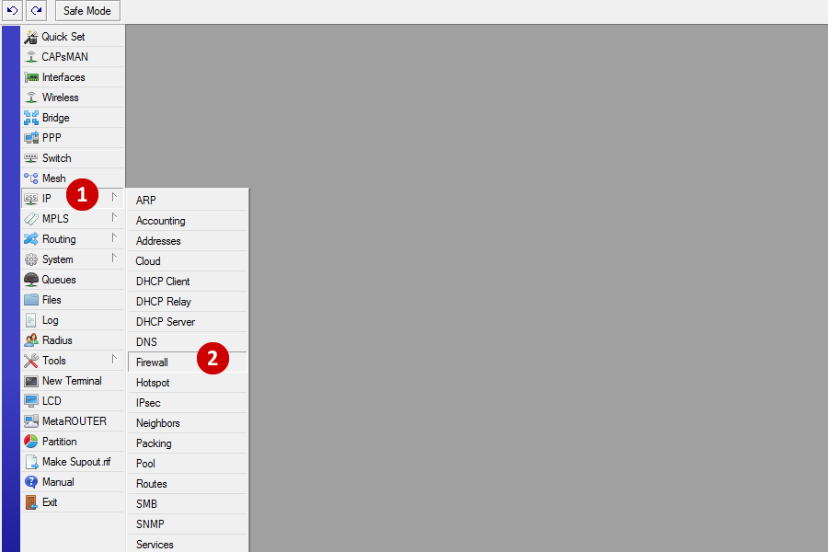 Safe Mode
Quick Set
CAPsMAN
Interfaces
Wireless
Bridge
PPP
Switch
Mesh
IP
1
MPLS
Routing
System
Queues
Files
Log
Radius
Tools
New Terminal
LCD
MetaROUTER
Partition
Make Supout.rif
Manual
Exit
ARP
Accounting
Addresses
Cloud
DHCP Client
DHCP Relay
DHCP Server
DNS
Firewall
2
Hotspot
IPsec
Neighbors
Packing
Pool
Routes
SMB
SNMP
Services